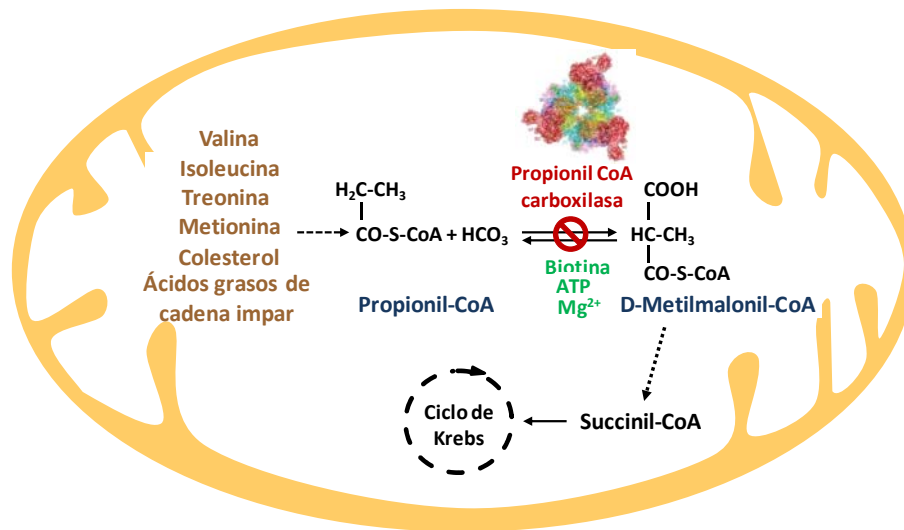 Valina
Isoleucina
Treonina
Metionina
Colesterol
Ácidos grasos de
cadena impar
H₂C-CH₃
CO-S-CoA + HCO₃
Propionil-CoA
Propionil CoA
carboxilasa
Biotina
ATP
Mg²⁺
COOH
HC-CH₃
CO-S-CoA
D-Metilmalonil-CoA
Succinil-CoA
Ciclo de
Krebs